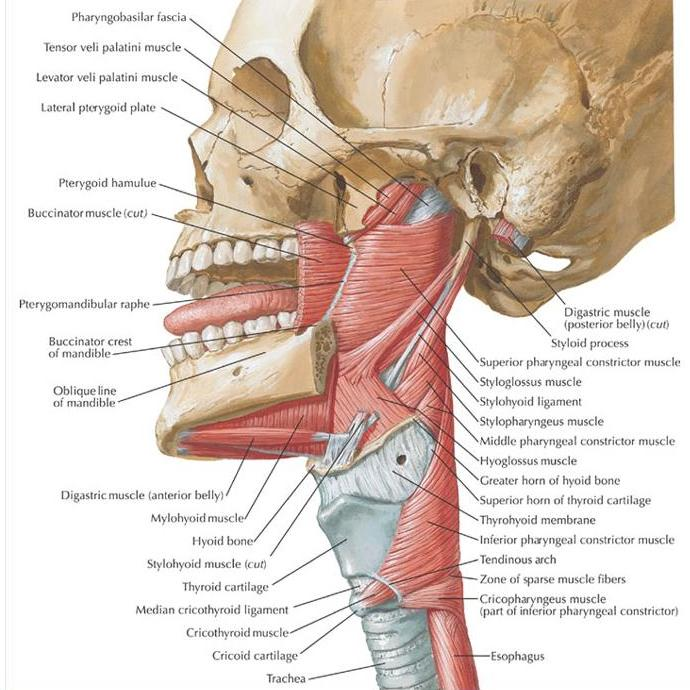 Pharyngobasilar fascia
Tensor veli palatini muscle
Levator veli palatini muscle
Lateral pterygoid plate
Pterygoid hamulue
Buccinator muscle (cut)
Pterygomandibular raphe
Buccinator crest
of mandible
Oblique line
of mandible
Digastric muscle (anterior belly)
Mylohyoid muscle
Hyoid bone
Stylohyoid muscle (cut)
Thyroid cartilage
Median cricothyroid ligament
Cricothyroid muscle
Cricoid cartilage
Trachea
Digastric muscle
(posterior belly) (cut)
Styloid process
Superior pharyngeal constrictor muscle
Styloglossus muscle
Stylohyoid ligament
Stylopharyngeus muscle
Middle pharyngeal constrictor muscle
Hyoglossus muscle
Greater horn of hyoid bone
Superior horn of thyroid cartilage
Thyrohyoid membrane
Inferior pharyngeal constrictor muscle
Tendinous arch
Zone of sparse muscle fibers
Cricopharyngeus muscle
(part of inferior pharyngeal constrictor)
Esophagus